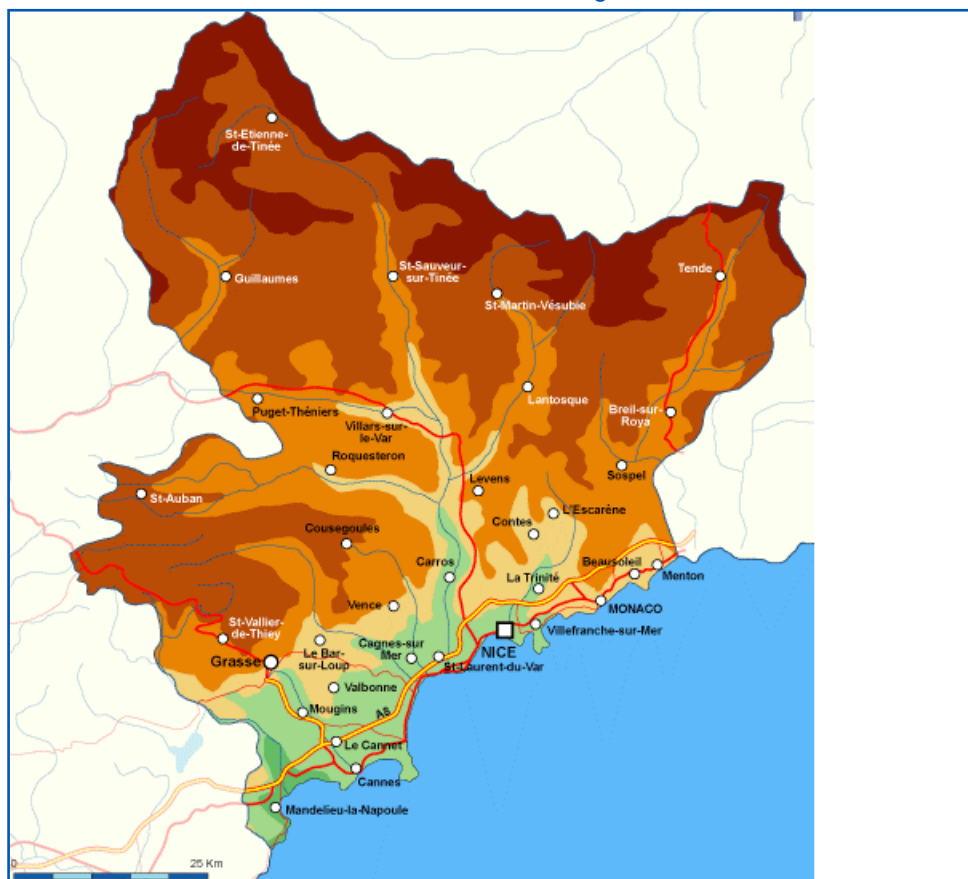 St-Etienne-
de-Tinée
Guillaumes
St-Sauveur-
sur-Tinée
St-Martin-Vésubie
Tende
Puget-Théniers
Villars-sur-
le-Var
Lantosque
Breil-sur-
Roya
Roquesteron
Levens
Sospel
St-Auban
Contes
L'Escarène
Cousegoules
Carros
La Trinité
Beausoleil
Menton
Vence
MONACO
St-Vallier-
de-Thiey
Le Bar-
sur-Loup
Cagnes-sur
Mer
NICE
Villefranche-sur-Mer
Grasse
St-Laurent-du-Var
Valbonne
Mougins
A8
Le Cannet
Cannes
Mandelieu-la-Napoule
0
25 Km